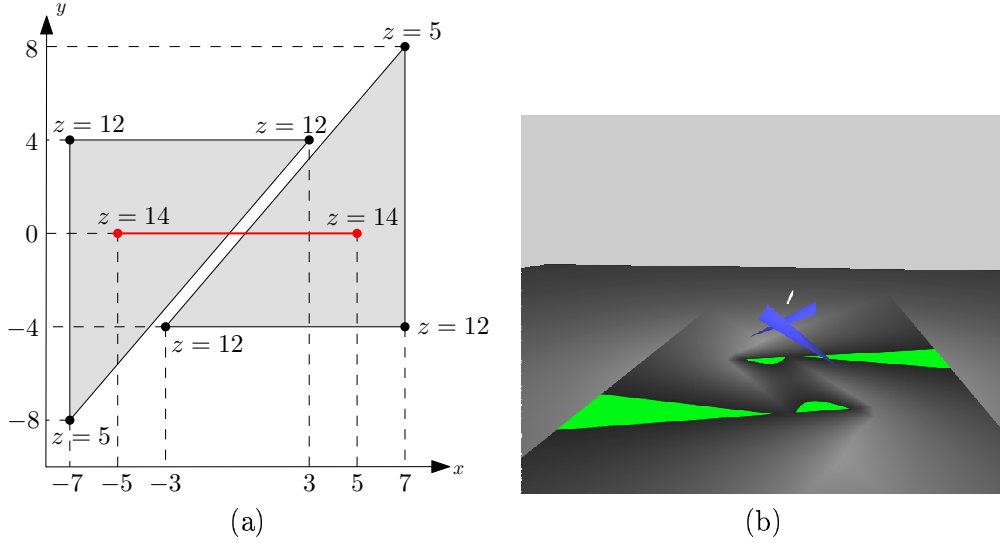 y
z = 5
8
z = 12
z = 12
4
z = 14
z = 14
0
−4
z = 12
z = 12
−8
z = 5
x
−7
−5
−3
3
5
7
(a)
(b)